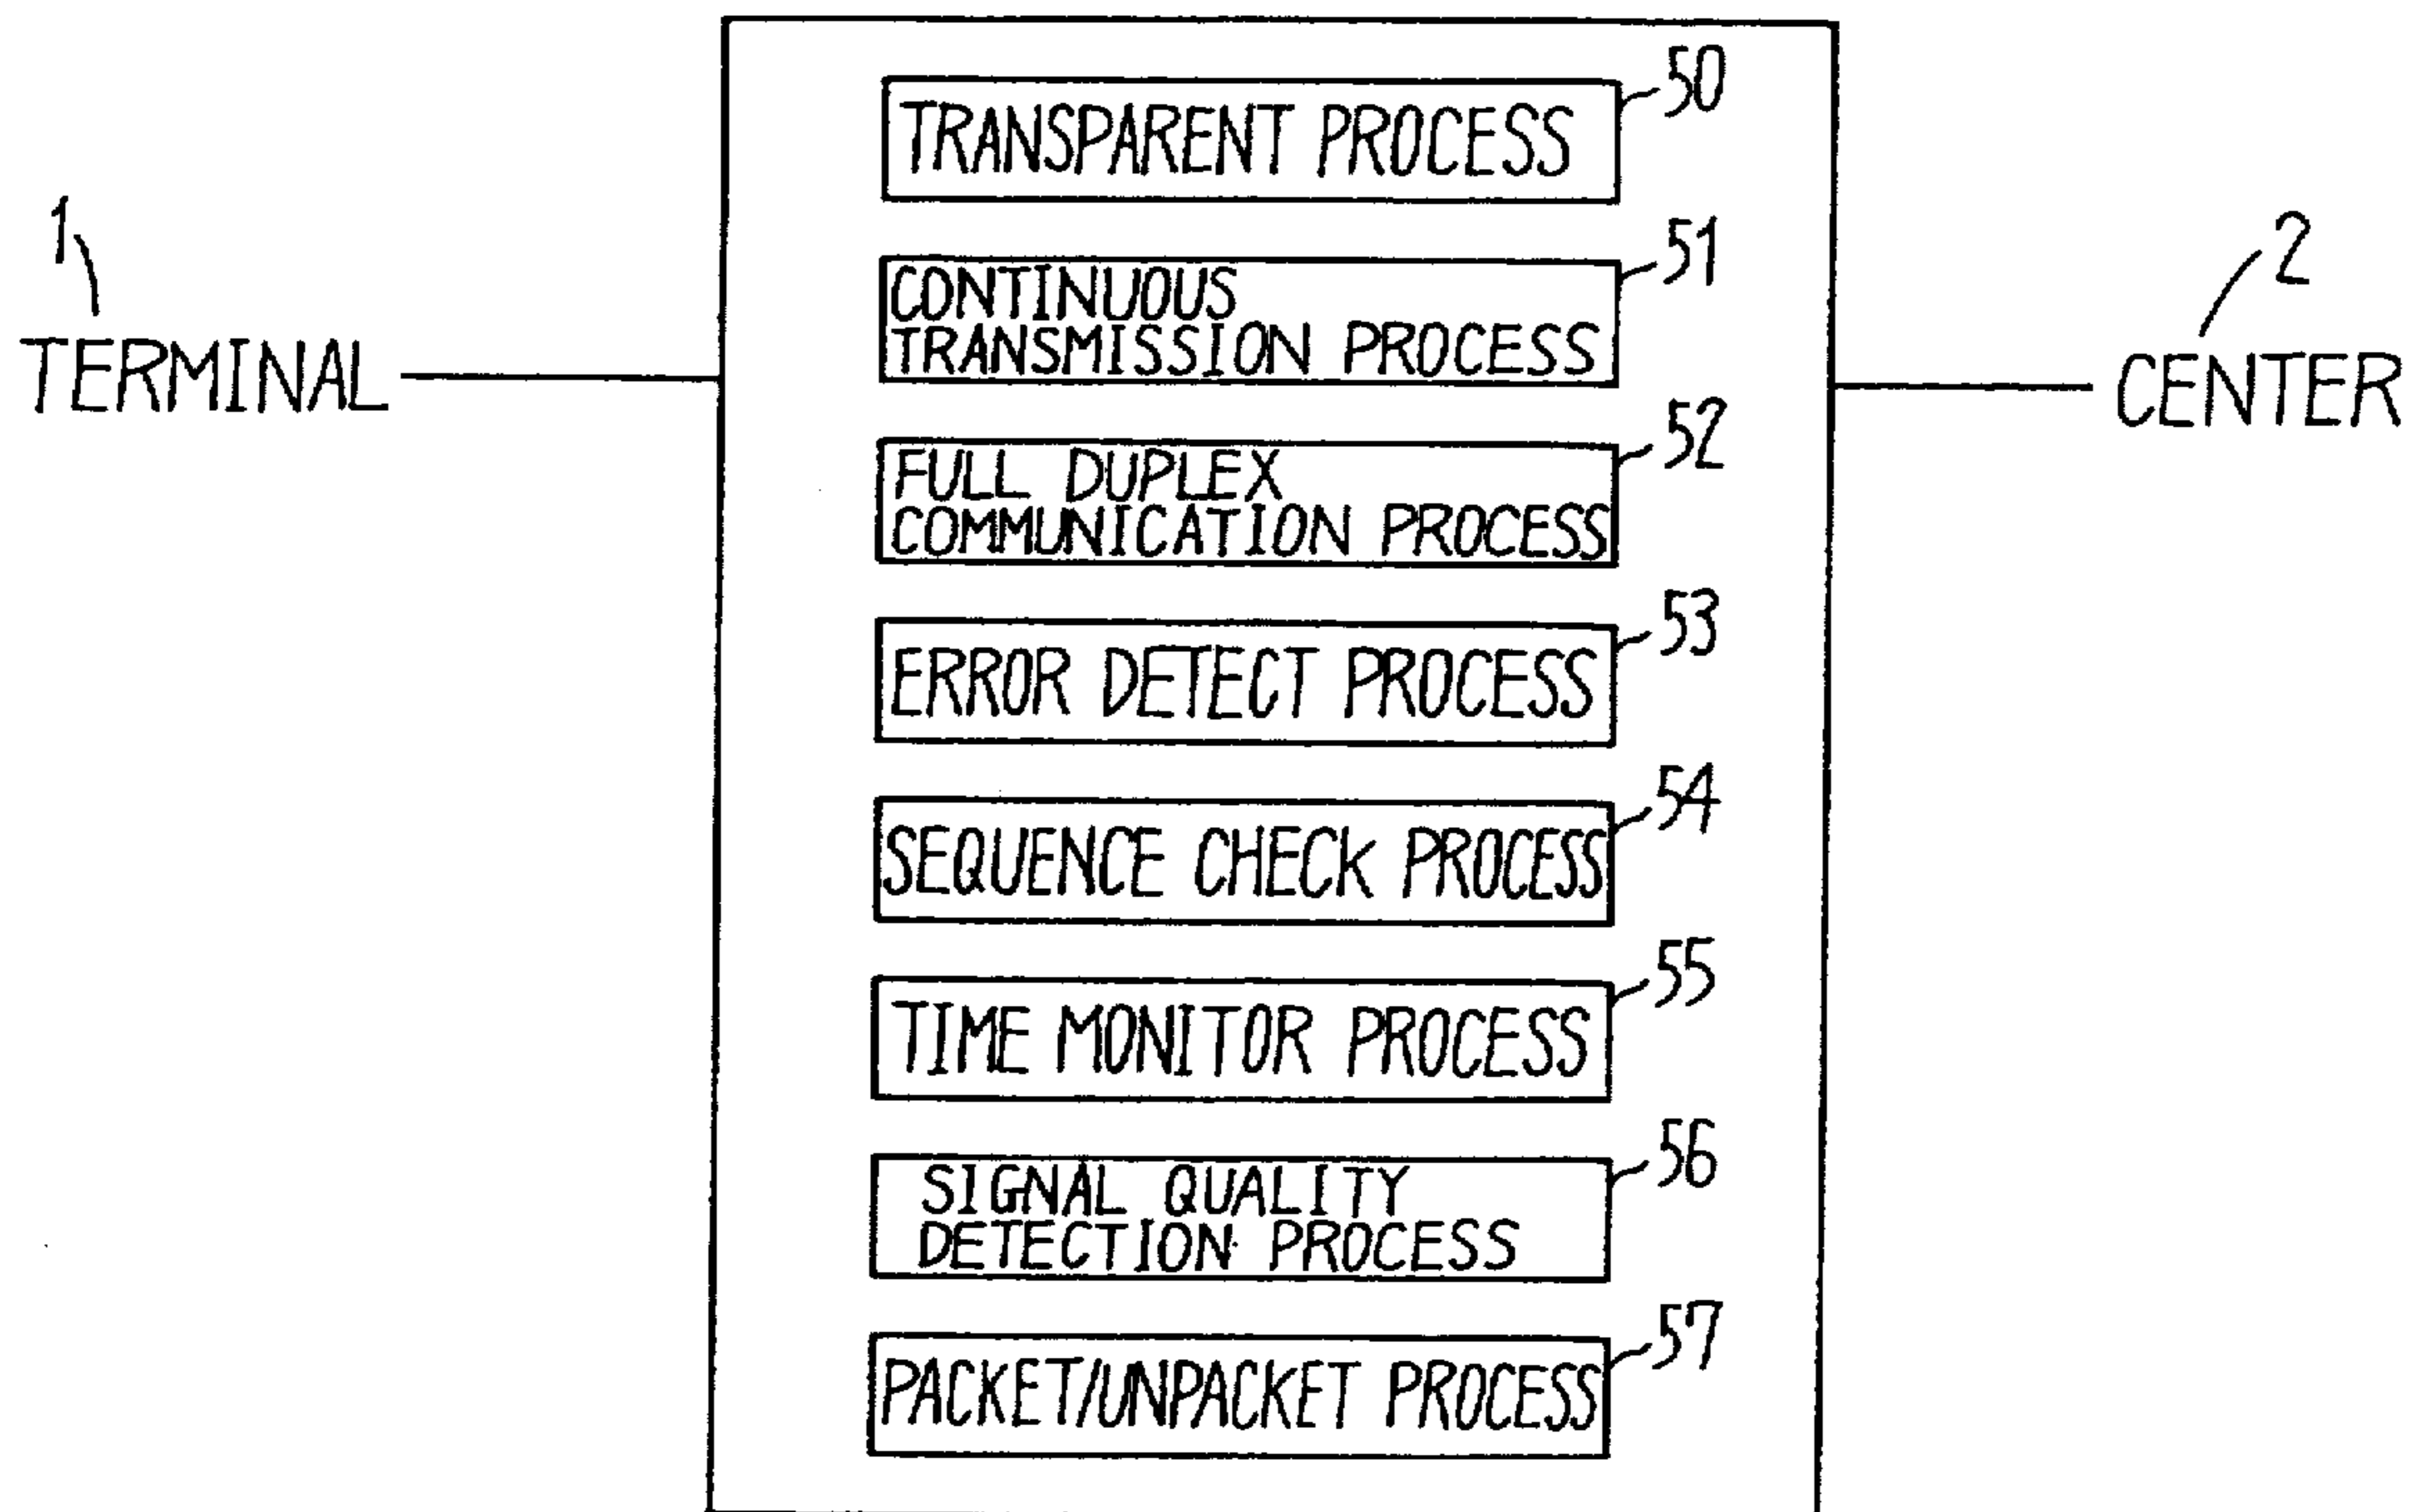 50
TRANSPARENT PROCESS
1
TERMINAL
51
CONTINUOUS
TRANSMISSION PROCESS
2
CENTER
52
FULL DUPLEX
COMMUNICATION PROCESS
53
ERROR DETECT PROCESS
54
SEQUENCE CHECK PROCESS
55
TIME MONITOR PROCESS
56
SIGNAL QUALITY
DETECTION PROCESS
57
PACKET/UNPACKET PROCESS